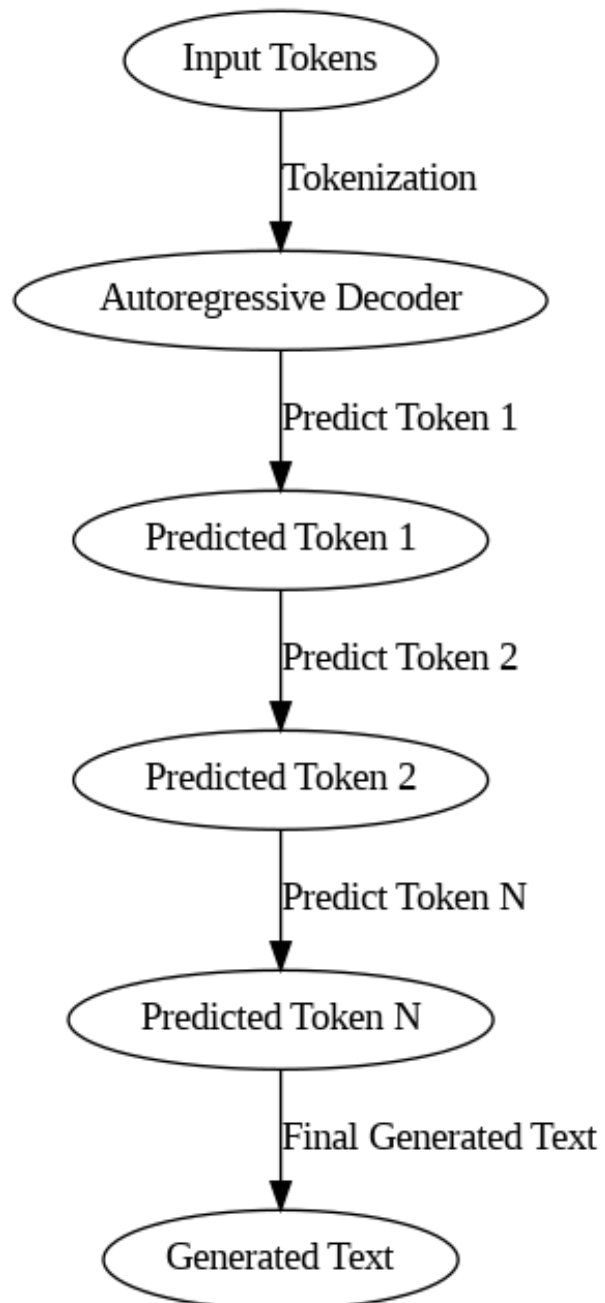 Input Tokens
Tokenization
Autoregressive Decoder
Predict Token 1
Predicted Token 1
Predict Token 2
Predicted Token 2
Predict Token N
Predicted Token N
Final Generated Text
Generated Text